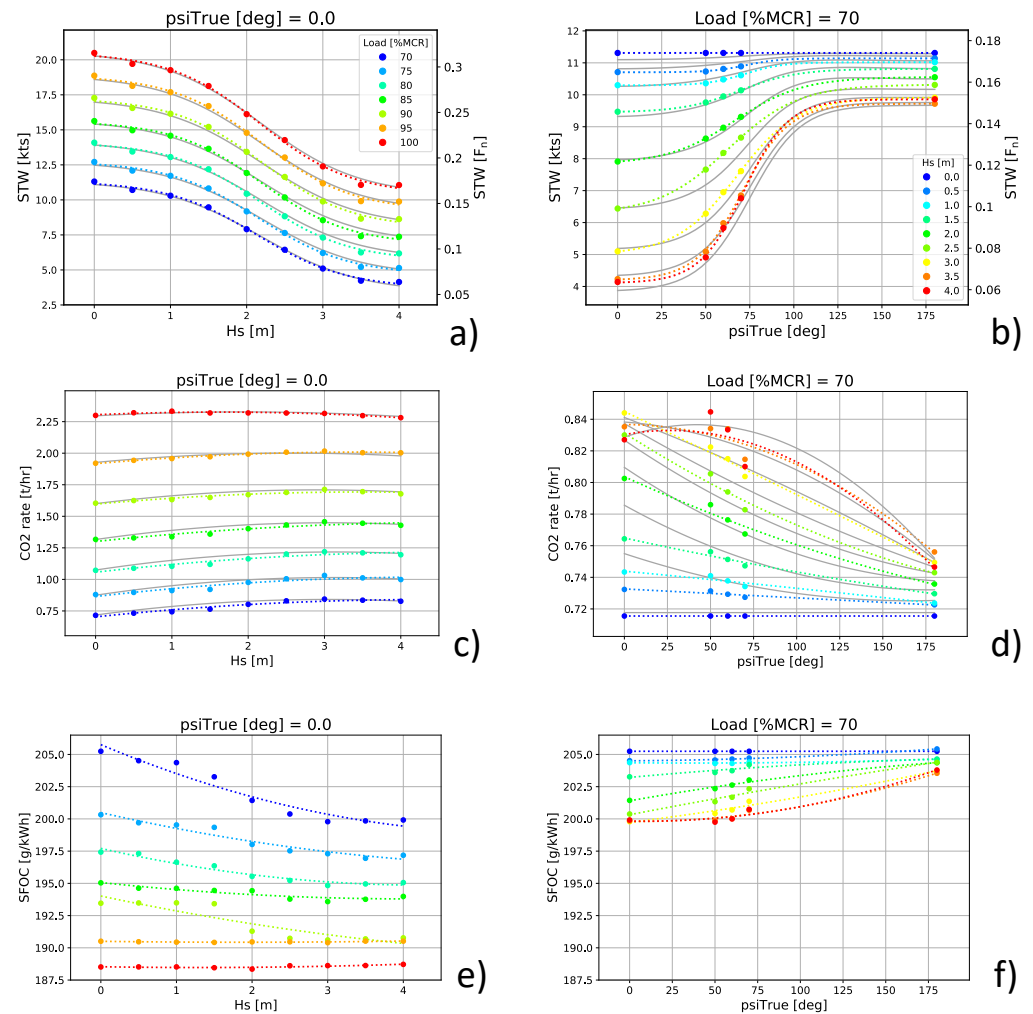 psiTrue [deg] = 0.0
STW [kts]
20.0
17.5
15.0
12.5
10.0
7.5
5.0
2.5
0.3
0.26
0.22
0.17
0.13
0.1
0.06
STW [Fn]
Load [%MCR]
70
75
80
85
90
95
100
0 1 2 3 4
Hs [m]
a)
Load [%MCR] = 70
STW [kts]
12
11
10
9
8
7
6
5
4
0.174
0.16
0.14
0.12
0.1
0.08
0.06
STW [Fn]
Hs [m]
0,0
0,5
1,0
1,5
2,0
2,5
3,0
3,5
4,0
0 25 50 75 100 125 150 175
psiTrue [deg]
b)
psiTrue [deg] = 0.0
CO2 rate [t/hr]
2.25
2.00
1.75
1.50
1.25
1.00
0.75
0 1 2 3 4
Hs [m]
c)
Load [%MCR] = 70
CO2 rate [t/hr]
0.84
0.82
0.80
0.78
0.76
0.74
0.72
0 25 50 75 100 125 150 175
psiTrue [deg]
d)
psiTrue [deg] = 0.0
SFOC [g/kWh]
205.0
202.5
200.0
197.5
195.0
192.5
190.0
187.5
0 1 2 3 4
Hs [m]
e)
Load [%MCR] = 70
SFOC [g/kWh]
205.0
202.5
200.0
197.5
195.0
192.5
190.0
187.5
0 25 50 75 100 125 150 175
psiTrue [deg]
f)